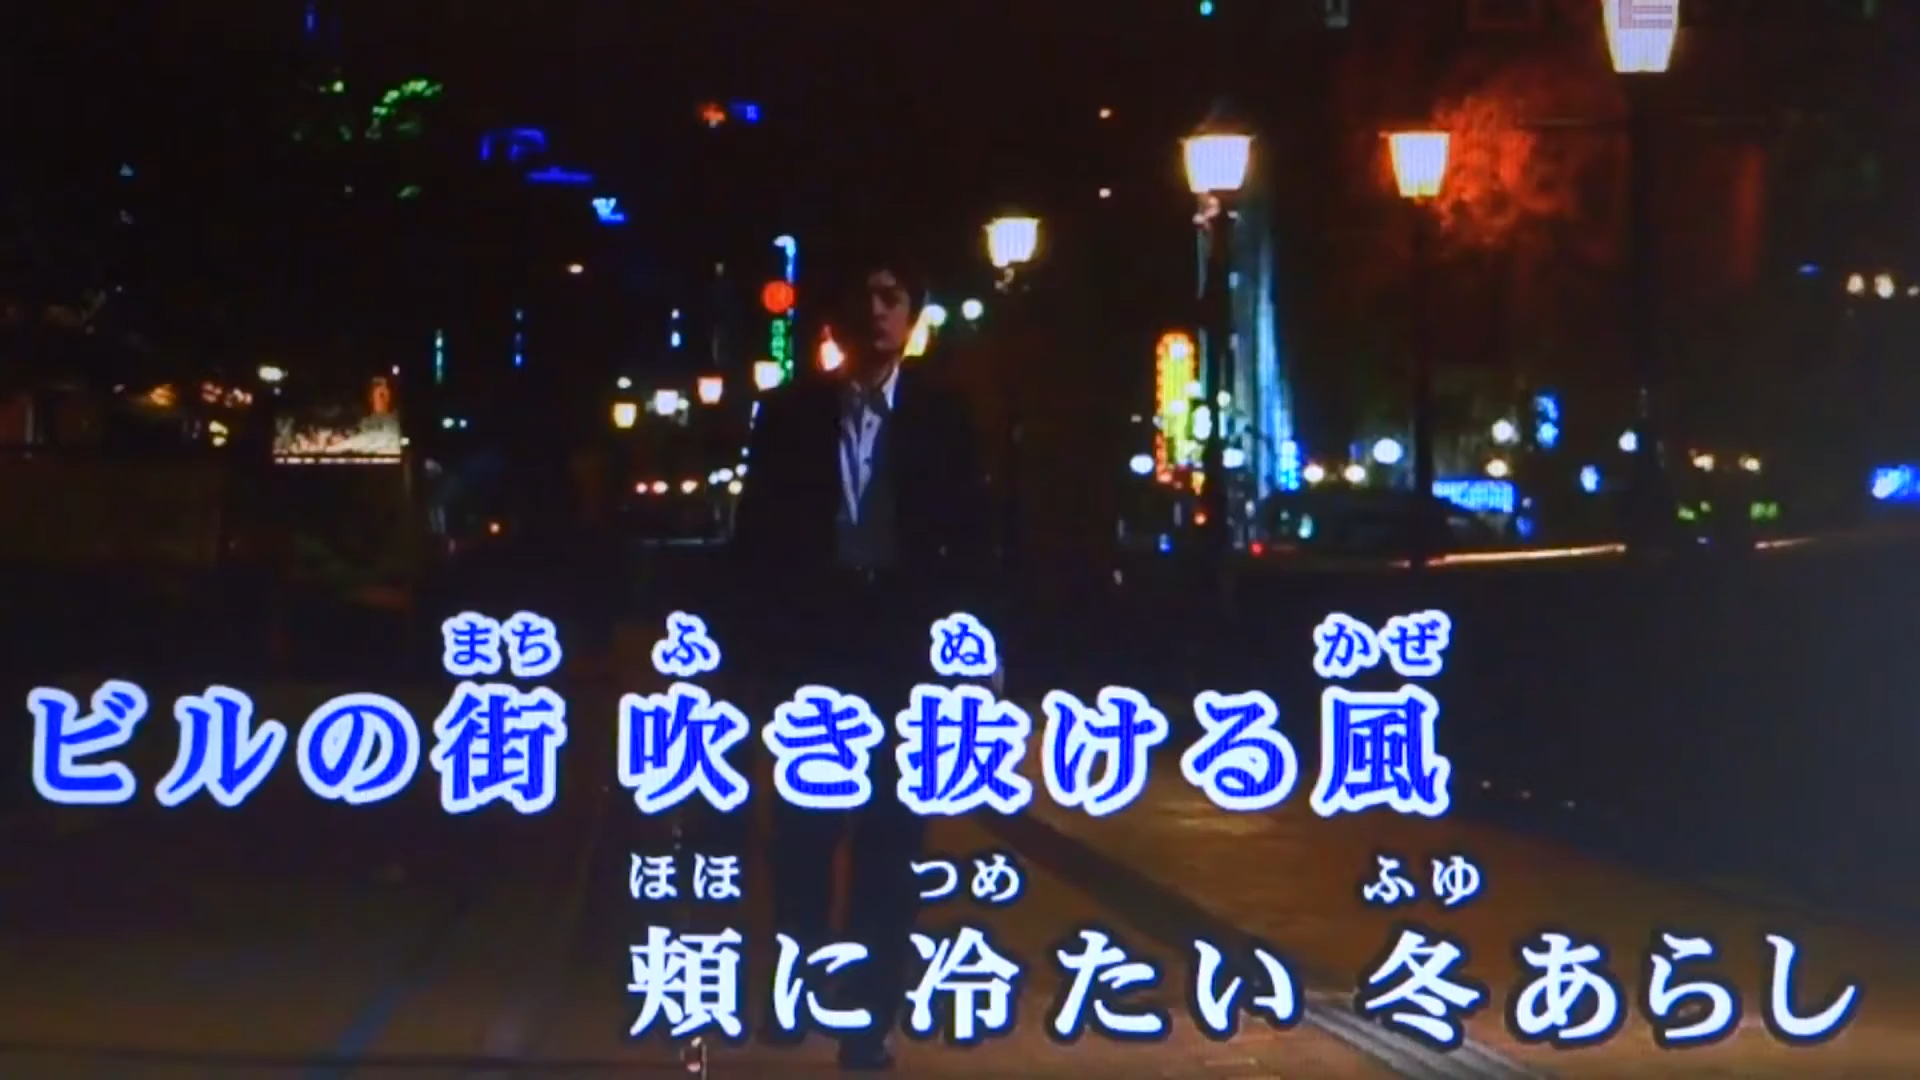 まち ふ ぬ かぜ
ビルの街 吹き抜ける風
ほほ つめ ふゆ
頬に冷たい 冬あらし